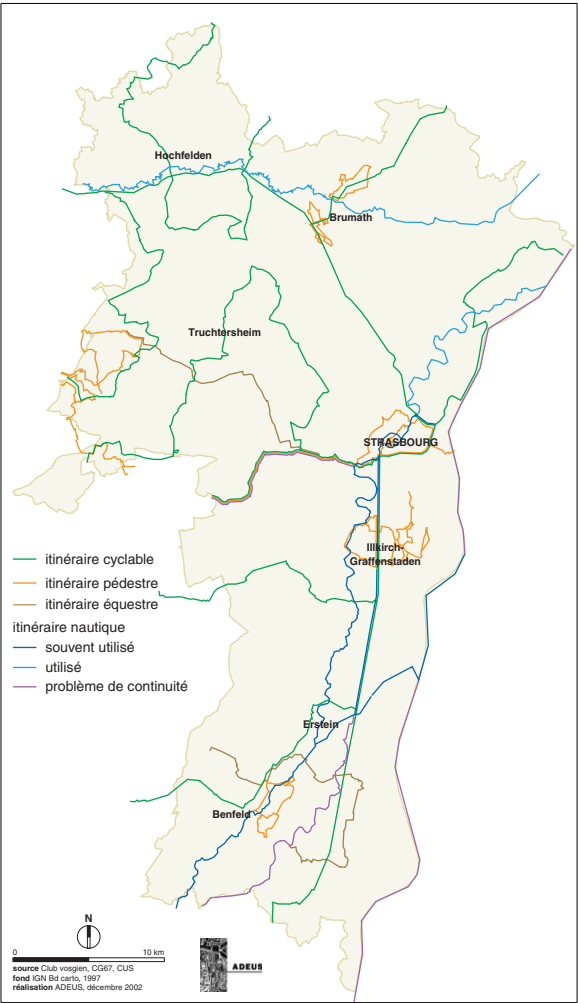 Hochfelden
Brumath
Truchtersheim
STRASBOURG
Illkirch-
Graffenstaden
itinéraire cyclable
itinéraire pédestre
itinéraire équestre
itinéraire nautique
souvent utilisé
utilisé
problème de continuité
Erstein
Benfeld
N
0 10 km
source Club vosgien, CG67, CUS
fond IGN Bd carto, 1997
réalisation ADEUS, décembre 2002
ADEUS